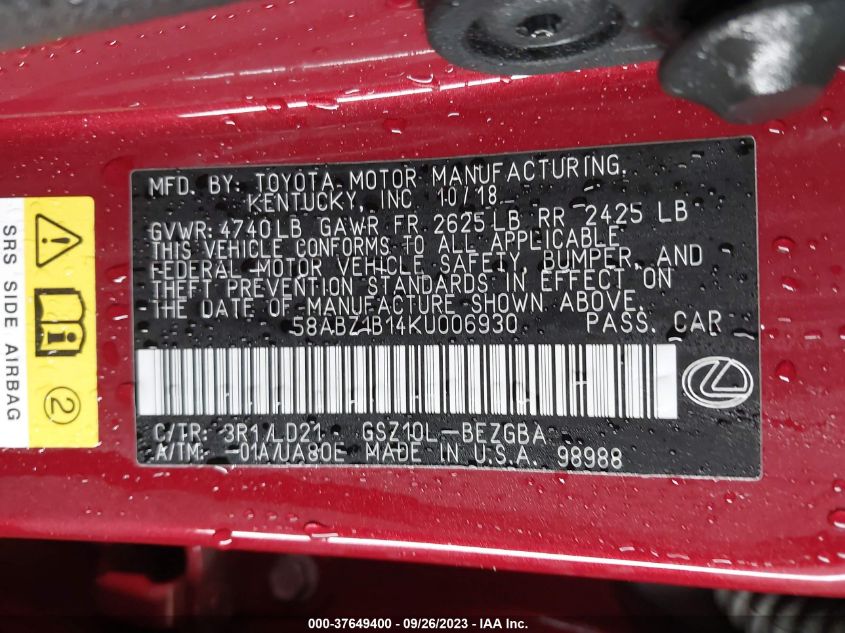 MFD. BY: TOYOTA MOTOR MANUFACTURING,
KENTUCKY, INC 10/18
GVWR: 4740LB GAWR FR 2625LB RR 2425 LB
THIS VEHICLE CONFORMS TO ALL APPLICABLE
FEDERAL MOTOR VEHICLE SAFETY, BUMPER, AND
THEFT PREVENTION STANDARDS IN EFFECT ON
THE DATE OF MANUFACTURE SHOWN ABOVE.
58ABZ1B14KU006930 PASS. CAR
C/TR: 3R1/LD21 GSZ10L-BEZGBA
A/TM: -01A/UA80E MADE IN U.S.A. 98988
SRS SIDE AIRBAG
2
000-37649400 - 09/26/2023 - IAA Inc.